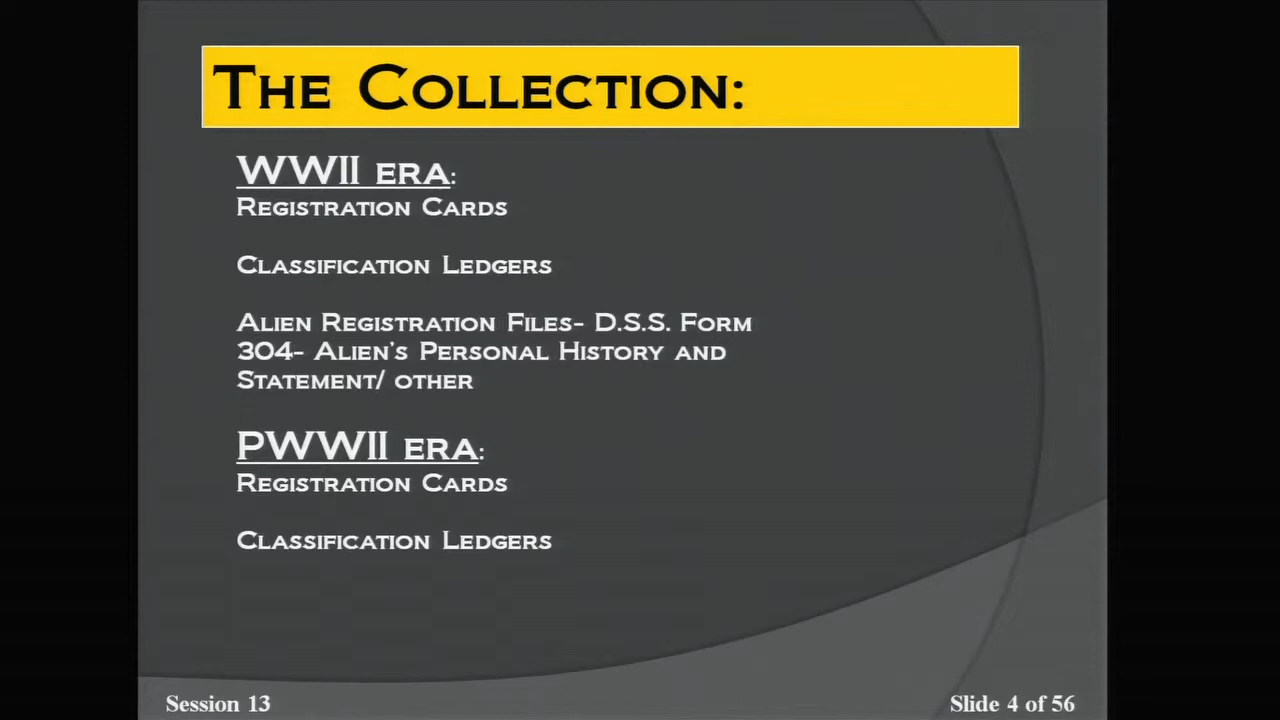 The Collection:
WWII era:
Registration Cards
Classification Ledgers
Alien Registration Files- D.S.S. Form
304- Alien's Personal History and
Statement/ other
PWWII era:
Registration Cards
Classification Ledgers
Session 13
Slide 4 of 56